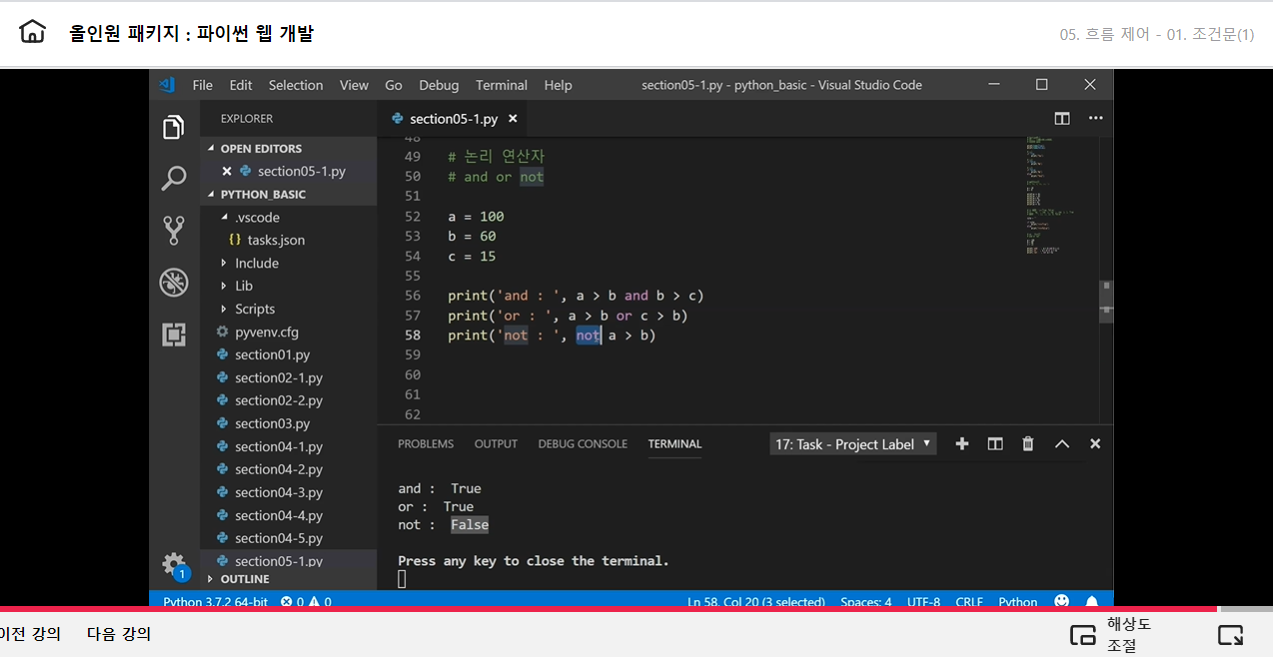 올인원 패키지 : 파이썬 웹 개발
05. 흐름 제어 - 01. 조건문(1)
File Edit Selection View Go Debug Terminal Help
section05-1.py - python_basic - Visual Studio Code
EXPLORER
OPEN EDITORS
section05-1.py
PYTHON_BASIC
.vscode
{} tasks.json
Include
Lib
Scripts
pyvenv.cfg
section01.py
section02-1.py
section02-2.py
section03.py
section04-1.py
section04-2.py
section04-3.py
section04-4.py
section04-5.py
section05-1.py
OUTLINE
1
section05-1.py
48
49 # 논리 연산자
50 # and or not
51
52 a = 100
53 b = 60
54 c = 15
55
56 print('and : ', a > b and b > c)
57 print('or : ', a > b or c > b)
58 print('not : ', not a > b)
59
60
61
62
PROBLEMS OUTPUT DEBUG CONSOLE TERMINAL
17: Task - Project Label
and :  True
or :  True
not :  False
Press any key to close the terminal.
Python 3.7.2 64-bit 0 0
Ln 58, Col 20 (3 selected) Spaces: 4 UTF-8 CRLF Python
이전 강의 다음 강의
해상도
조절